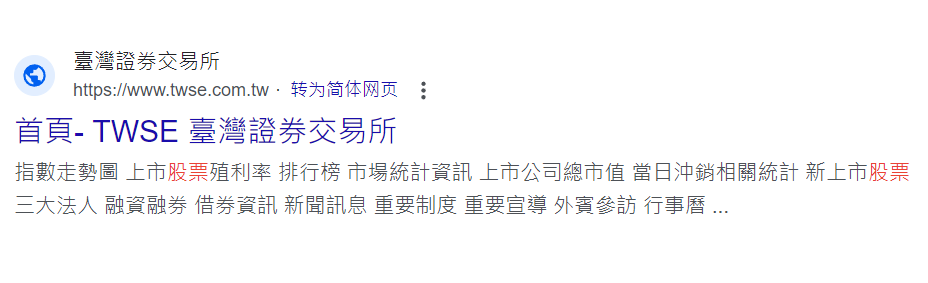 臺灣證券交易所
https://www.twse.com.tw · 转为简体网页
首頁- TWSE 臺灣證券交易所
指數走勢圖 上市股票殖利率 排行榜 市場統計資訊 上市公司總市值 當日沖銷相關統計 新上市股票
三大法人 融資融券 借券資訊 新聞訊息 重要制度 重要宣導 外賓參訪 行事曆 ...